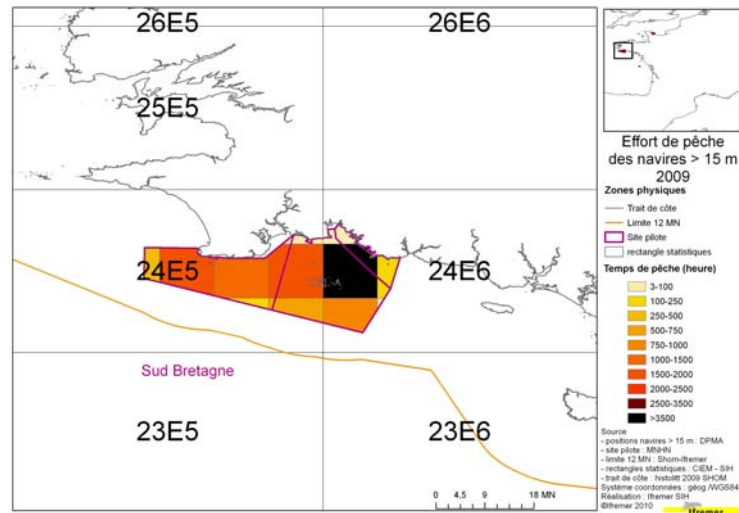 26E5
26E6
25E5
24E5
24E6
Sud Bretagne
23E5
23E6
0 4,5 9 18 MN
Effort de pêche
des navires > 15 m
2009
Zones physiques
Trait de côte
Limite 12 MN
Site pilote
rectangle statistiques
Temps de pêche (heure)
3-100
100-250
250-500
500-750
750-1000
1000-1500
1500-2000
2000-2500
2500-3500
>3500
Source
- positions navires > 15 m : DPMA
- site pilote : MNHN
- limite 12 MN : Shom-Ifremer
- rectangles statistiques : CIEM - SIH
- trait de côte : histolitt 2009 SHOM
Système coordonnées : géog /WGS84
Réalisation : Ifremer SIH
©Ifremer 2010
Ifremer